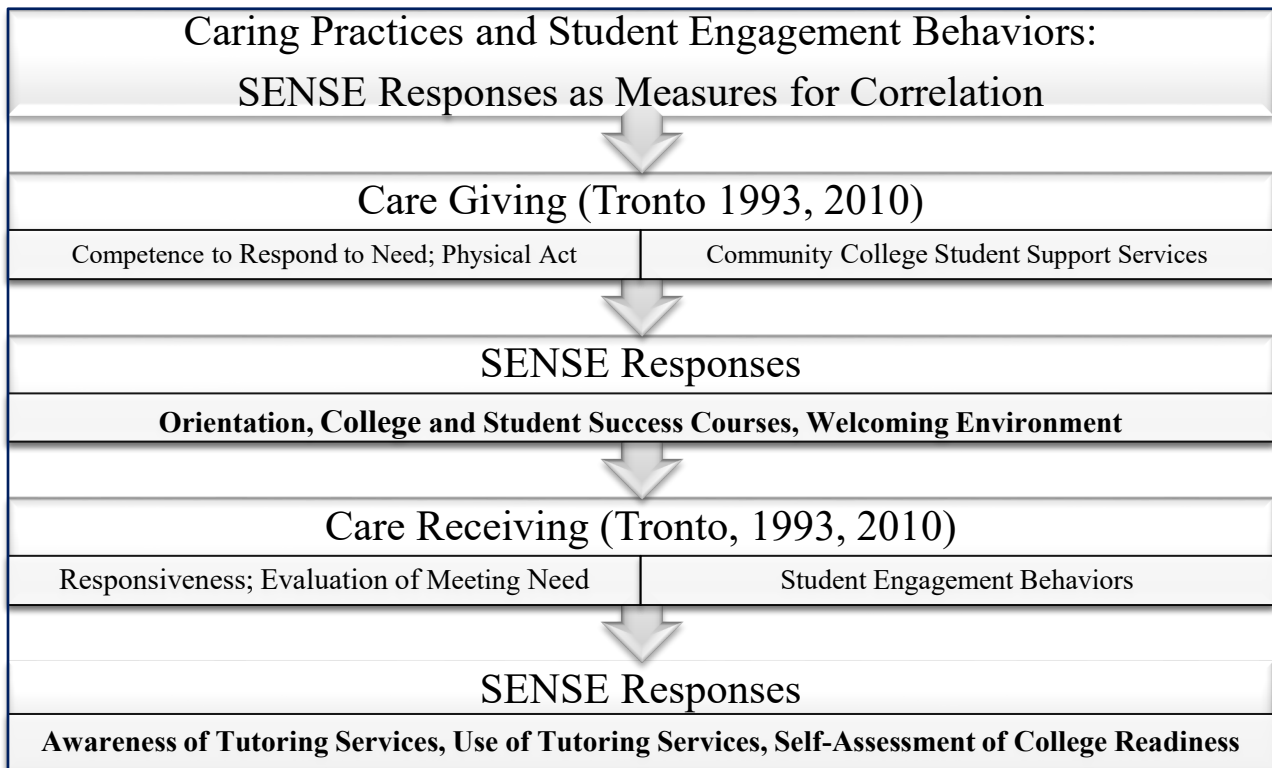 Caring Practices and Student Engagement Behaviors:
SENSE Responses as Measures for Correlation
Care Giving (Tronto 1993, 2010)
Competence to Respond to Need; Physical Act
Community College Student Support Services
SENSE Responses
Orientation, College and Student Success Courses, Welcoming Environment
Care Receiving (Tronto, 1993, 2010)
Responsiveness; Evaluation of Meeting Need
Student Engagement Behaviors
SENSE Responses
Awareness of Tutoring Services, Use of Tutoring Services, Self-Assessment of College Readiness